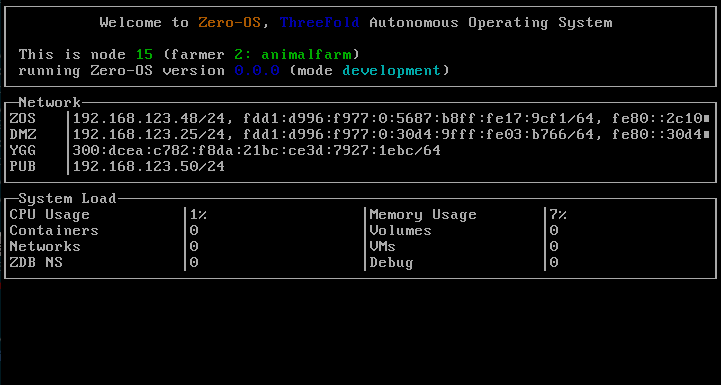 Welcome to Zero-OS, Threefold Autonomous Operating System
This is node 15 (farmer 2: animalfarm)
running Zero-OS version 0.0.0 (mode development)
Network
ZOS 192.168.123.48/24, fdd1:d996:f977:0:5687:b8ff:fe17:9cf1/64, fe80::2c10
DMZ 192.168.123.25/24, fdd1:d996:f977:0:30d4:9fff:fe03:b766/64, fe80::30d4
YGG 300:dcea:c782:f8da:21bc:ce3d:7927:1ebc/64
PUB 192.168.123.50/24
System Load
CPU Usage 1% Memory Usage 7%
Containers 0 Volumes 0
Networks 0 VMs 0
ZDB NS 0 Debug 0